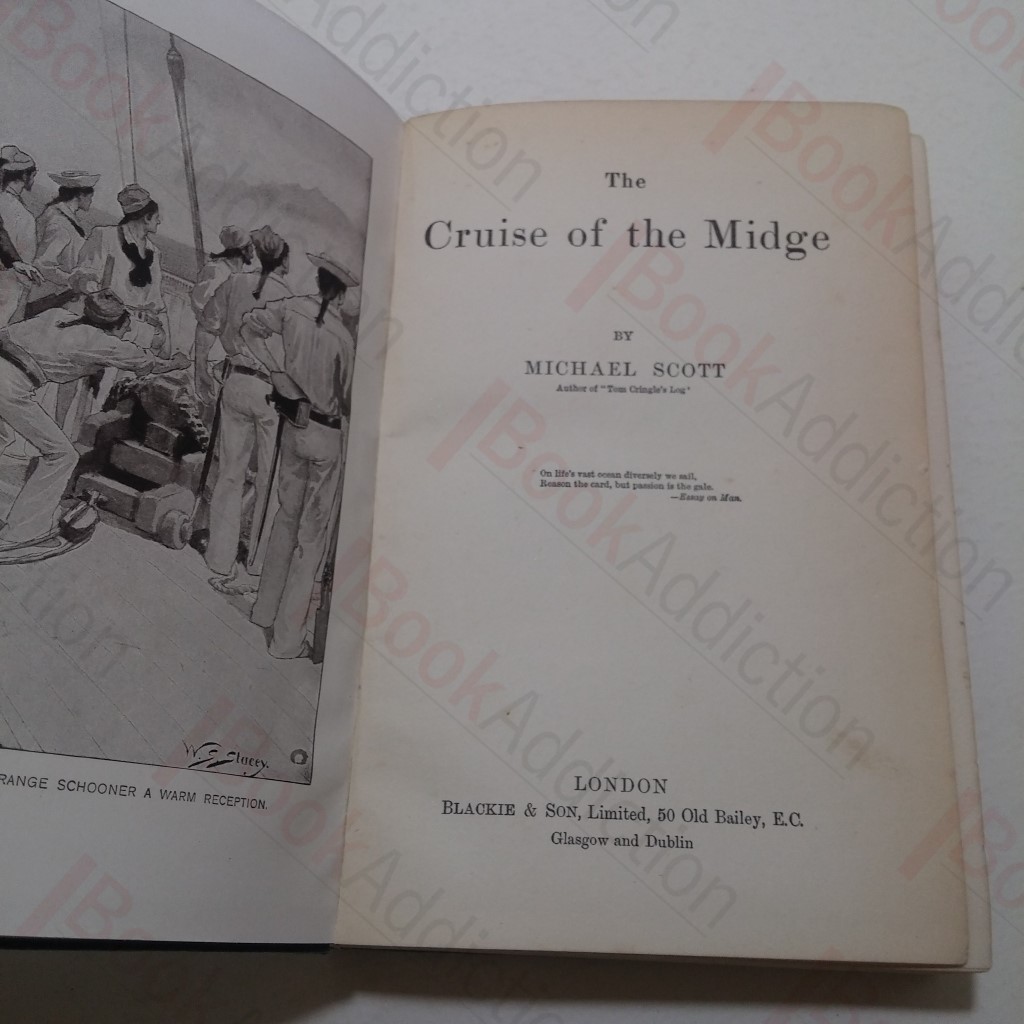 W. S. Stacey.
RANGE SCHOONER A WARM RECEPTION.
The
Cruise of the Midge
BY
MICHAEL SCOTT
Author of "Tom Cringle's Log"
On life's vast ocean diversely we sail,
Reason the card, but passion is the gale.
—Essay on Man.
LONDON
BLACKIE & SON, Limited, 50 Old Bailey, E.C.
Glasgow and Dublin
BookAddiction